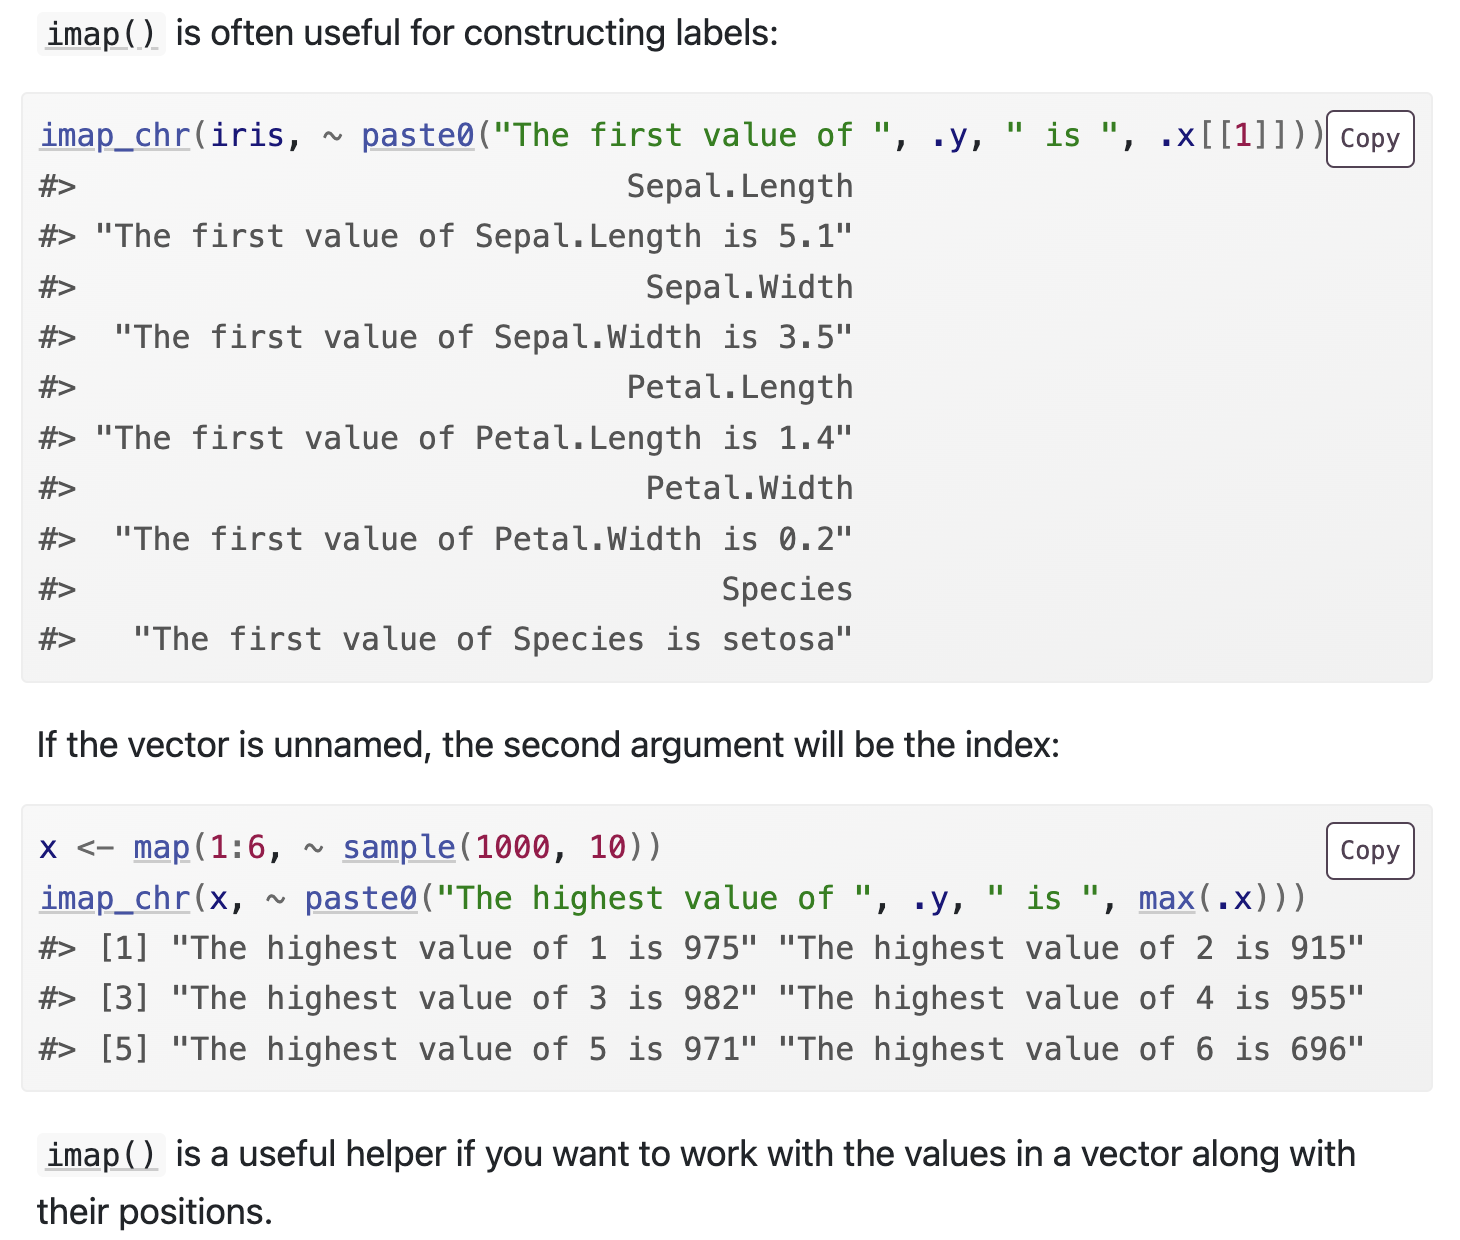 imap() is often useful for constructing labels:
imap_chr(iris, ~ paste0("The first value of ", .y, " is ", .x[[1]]))
Copy
#>                             Sepal.Length
#> "The first value of Sepal.Length is 5.1"
#>                              Sepal.Width
#>  "The first value of Sepal.Width is 3.5"
#>                             Petal.Length
#> "The first value of Petal.Length is 1.4"
#>                              Petal.Width
#>  "The first value of Petal.Width is 0.2"
#>                                  Species
#>   "The first value of Species is setosa"
If the vector is unnamed, the second argument will be the index:
x <- map(1:6, ~ sample(1000, 10))
Copy
imap_chr(x, ~ paste0("The highest value of ", .y, " is ", max(.x)))
#> [1] "The highest value of 1 is 975" "The highest value of 2 is 915"
#> [3] "The highest value of 3 is 982" "The highest value of 4 is 955"
#> [5] "The highest value of 5 is 971" "The highest value of 6 is 696"
imap() is a useful helper if you want to work with the values in a vector along with
their positions.